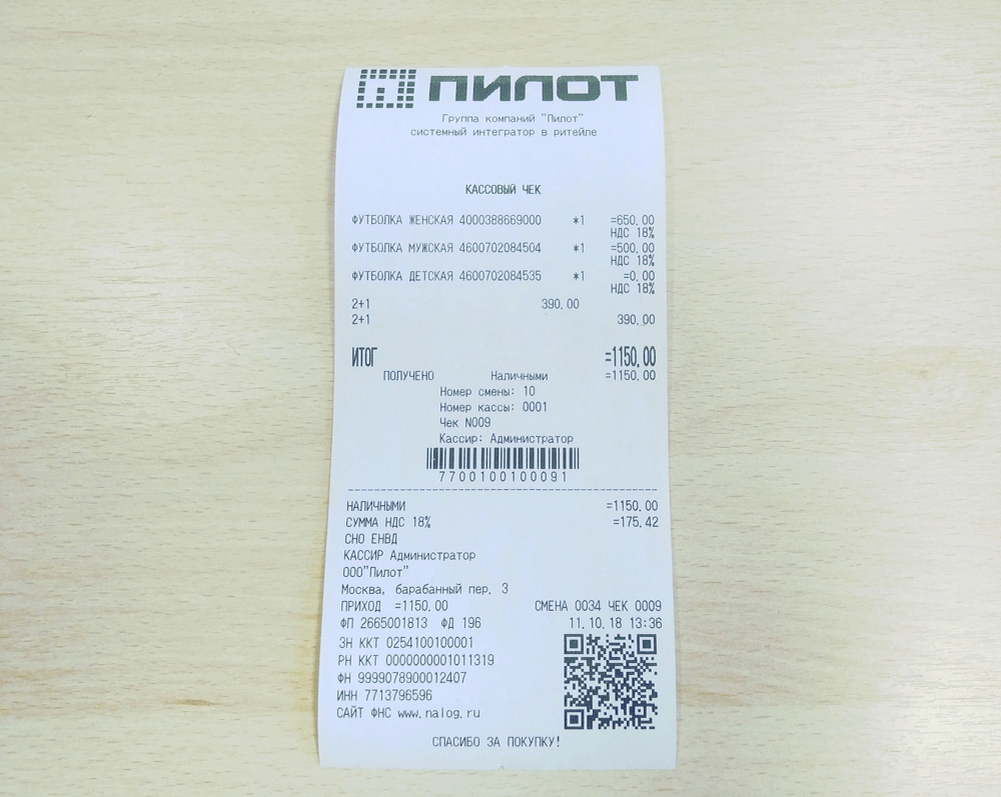 ПИЛОТ
Группа компаний "Пилот"
системный интегратор в ритейле
КАССОВЫЙ ЧЕК
ФУТБОЛКА ЖЕНСКАЯ 4000388669000 *1 =650.00
НДС 18%
ФУТБОЛКА МУЖСКАЯ 4600702084504 *1 =500.00
НДС 18%
ФУТБОЛКА ДЕТСКАЯ 4600702084535 *1 =0.00
НДС 18%
2+1 390.00
2+1 390.00
ИТОГ =1150.00
ПОЛУЧЕНО Наличными =1150.00
Номер смены: 10
Номер кассы: 0001
Чек N009
Кассир: Администратор
7700100100091
НАЛИЧНЫМИ =1150.00
СУММА НДС 18% =175.42
СНО ЕНВД
КАССИР Администратор
ООО"Пилот"
Москва, барабанный пер. 3
ПРИХОД =1150.00 СМЕНА 0034 ЧЕК 0009
ФП 2665001813 ФД 196 11.10.18 13:36
ЗН ККТ 0254100100001
РН ККТ 0000000001011319
ФН 9999078900012407
ИНН 7713796596
САЙТ ФНС www.nalog.ru
СПАСИБО ЗА ПОКУПКУ!